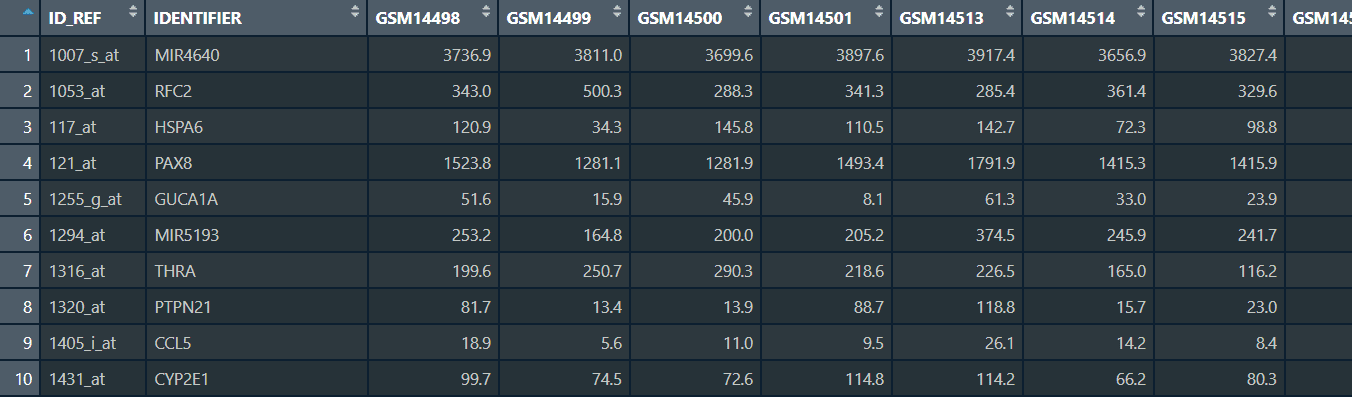 ID_REF IDENTIFIER GSM14498 GSM14499 GSM14500 GSM14501 GSM14513 GSM14514 GSM14515 GSM145
1 1007_s_at MIR4640 3736.9 3811.0 3699.6 3897.6 3917.4 3656.9 3827.4
2 1053_at RFC2 343.0 500.3 288.3 341.3 285.4 361.4 329.6
3 117_at HSPA6 120.9 34.3 145.8 110.5 142.7 72.3 98.8
4 121_at PAX8 1523.8 1281.1 1281.9 1493.4 1791.9 1415.3 1415.9
5 1255_g_at GUCA1A 51.6 15.9 45.9 8.1 61.3 33.0 23.9
6 1294_at MIR5193 253.2 164.8 200.0 205.2 374.5 245.9 241.7
7 1316_at THRA 199.6 250.7 290.3 218.6 226.5 165.0 116.2
8 1320_at PTPN21 81.7 13.4 13.9 88.7 118.8 15.7 23.0
9 1405_i_at CCL5 18.9 5.6 11.0 9.5 26.1 14.2 8.4
10 1431_at CYP2E1 99.7 74.5 72.6 114.8 114.2 66.2 80.3